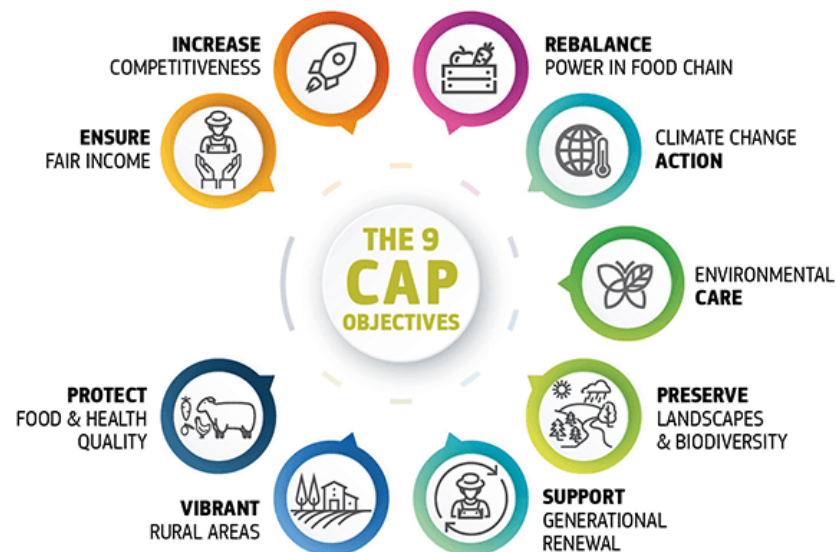 THE 9
CAP
OBJECTIVES
ENSURE
FAIR INCOME
INCREASE
COMPETITIVENESS
REBALANCE
POWER IN FOOD CHAIN
CLIMATE CHANGE
ACTION
ENVIRONMENTAL
CARE
PRESERVE
LANDSCAPES
& BIODIVERSITY
SUPPORT
GENERATIONAL
RENEWAL
VIBRANT
RURAL AREAS
PROTECT
FOOD & HEALTH
QUALITY